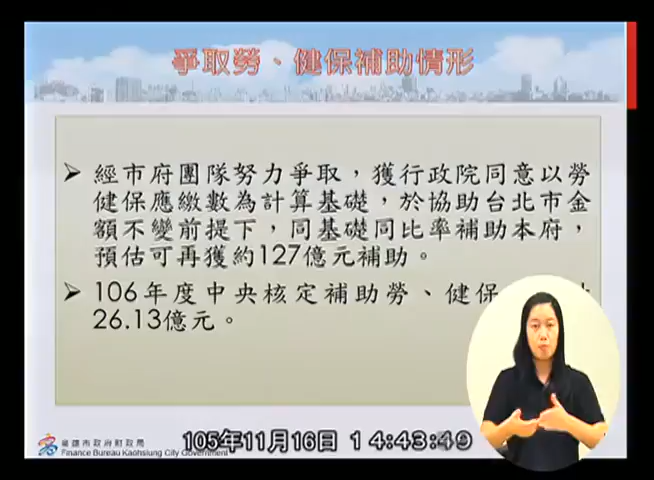 爭取勞、健保補助情形
➢ 經市府團隊努力爭取，獲行政院同意以勞
健保應繳數為計算基礎，於協助台北市金
額不變前提下，同基礎同比率補助本府，
預估可再獲約127億元補助。
➢ 106年度中央核定補助勞、健保
26.13億元。
高雄市政府財政局
Finance Bureau Kaohsiung City Government
105年11月16日 14:43:49